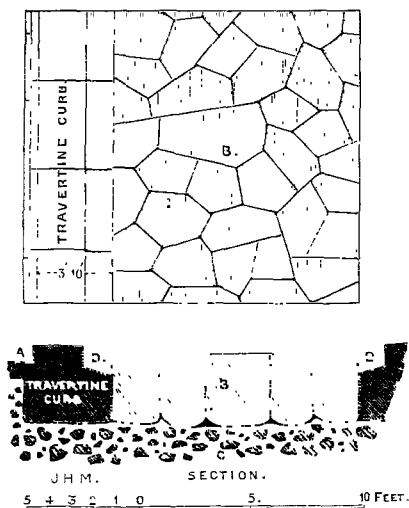 TRAVERTINE CURB
B.
3' 10"
A
D.
D
TRAVERTINE
CURB
B
C
J H M.
SECTION.
5 4 3 2 1 0 5. 10 FEET.